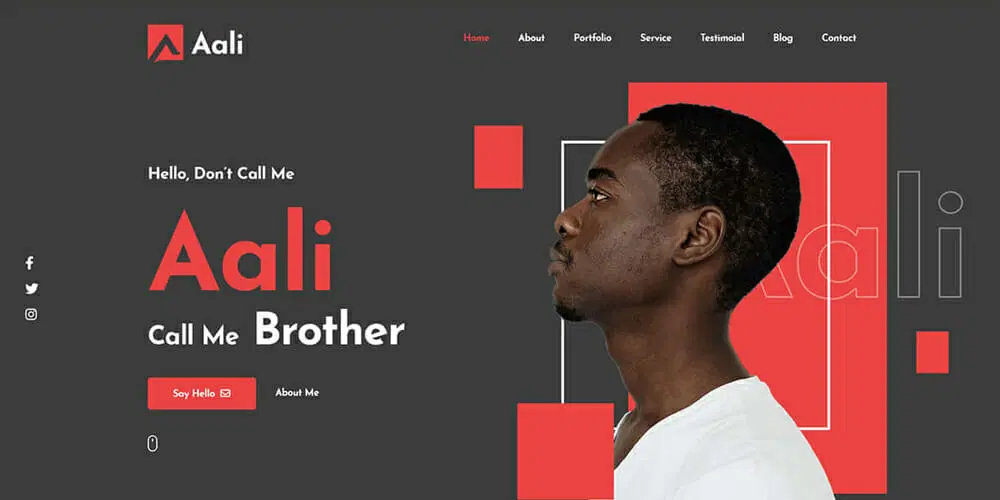 Aali
Home About Portfolio Service Testimoial Blog Contact
Hello, Don't Call Me
Aali
Aali
Call Me Brother
Say Hello
About Me